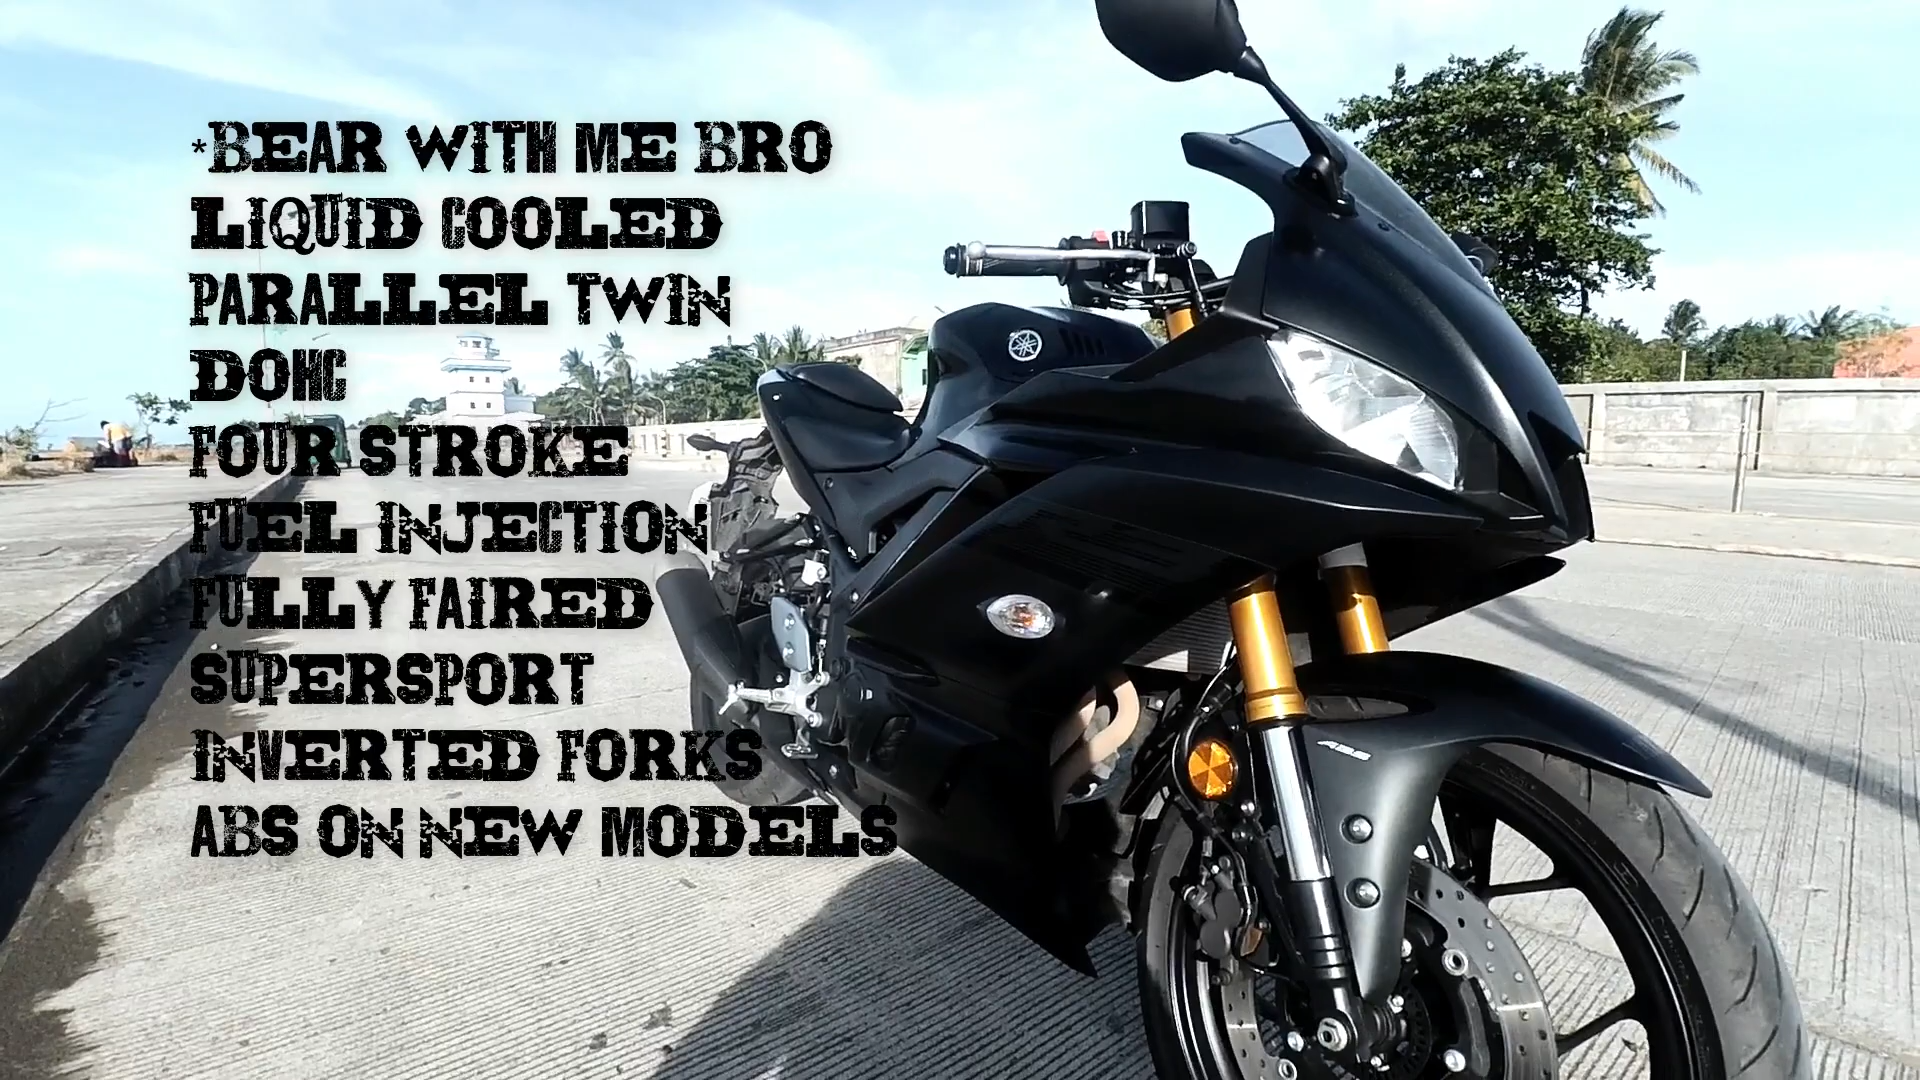 *BEAR WITH ME BRO
LIQUID COOLED
PARALLEL TWIN
DOHC
FOUR STROKE
FUEL INJECTION
FULLY FAIRED
SUPERSPORT
INVERTED FORKS
ABS ON NEW MODELS
ABS